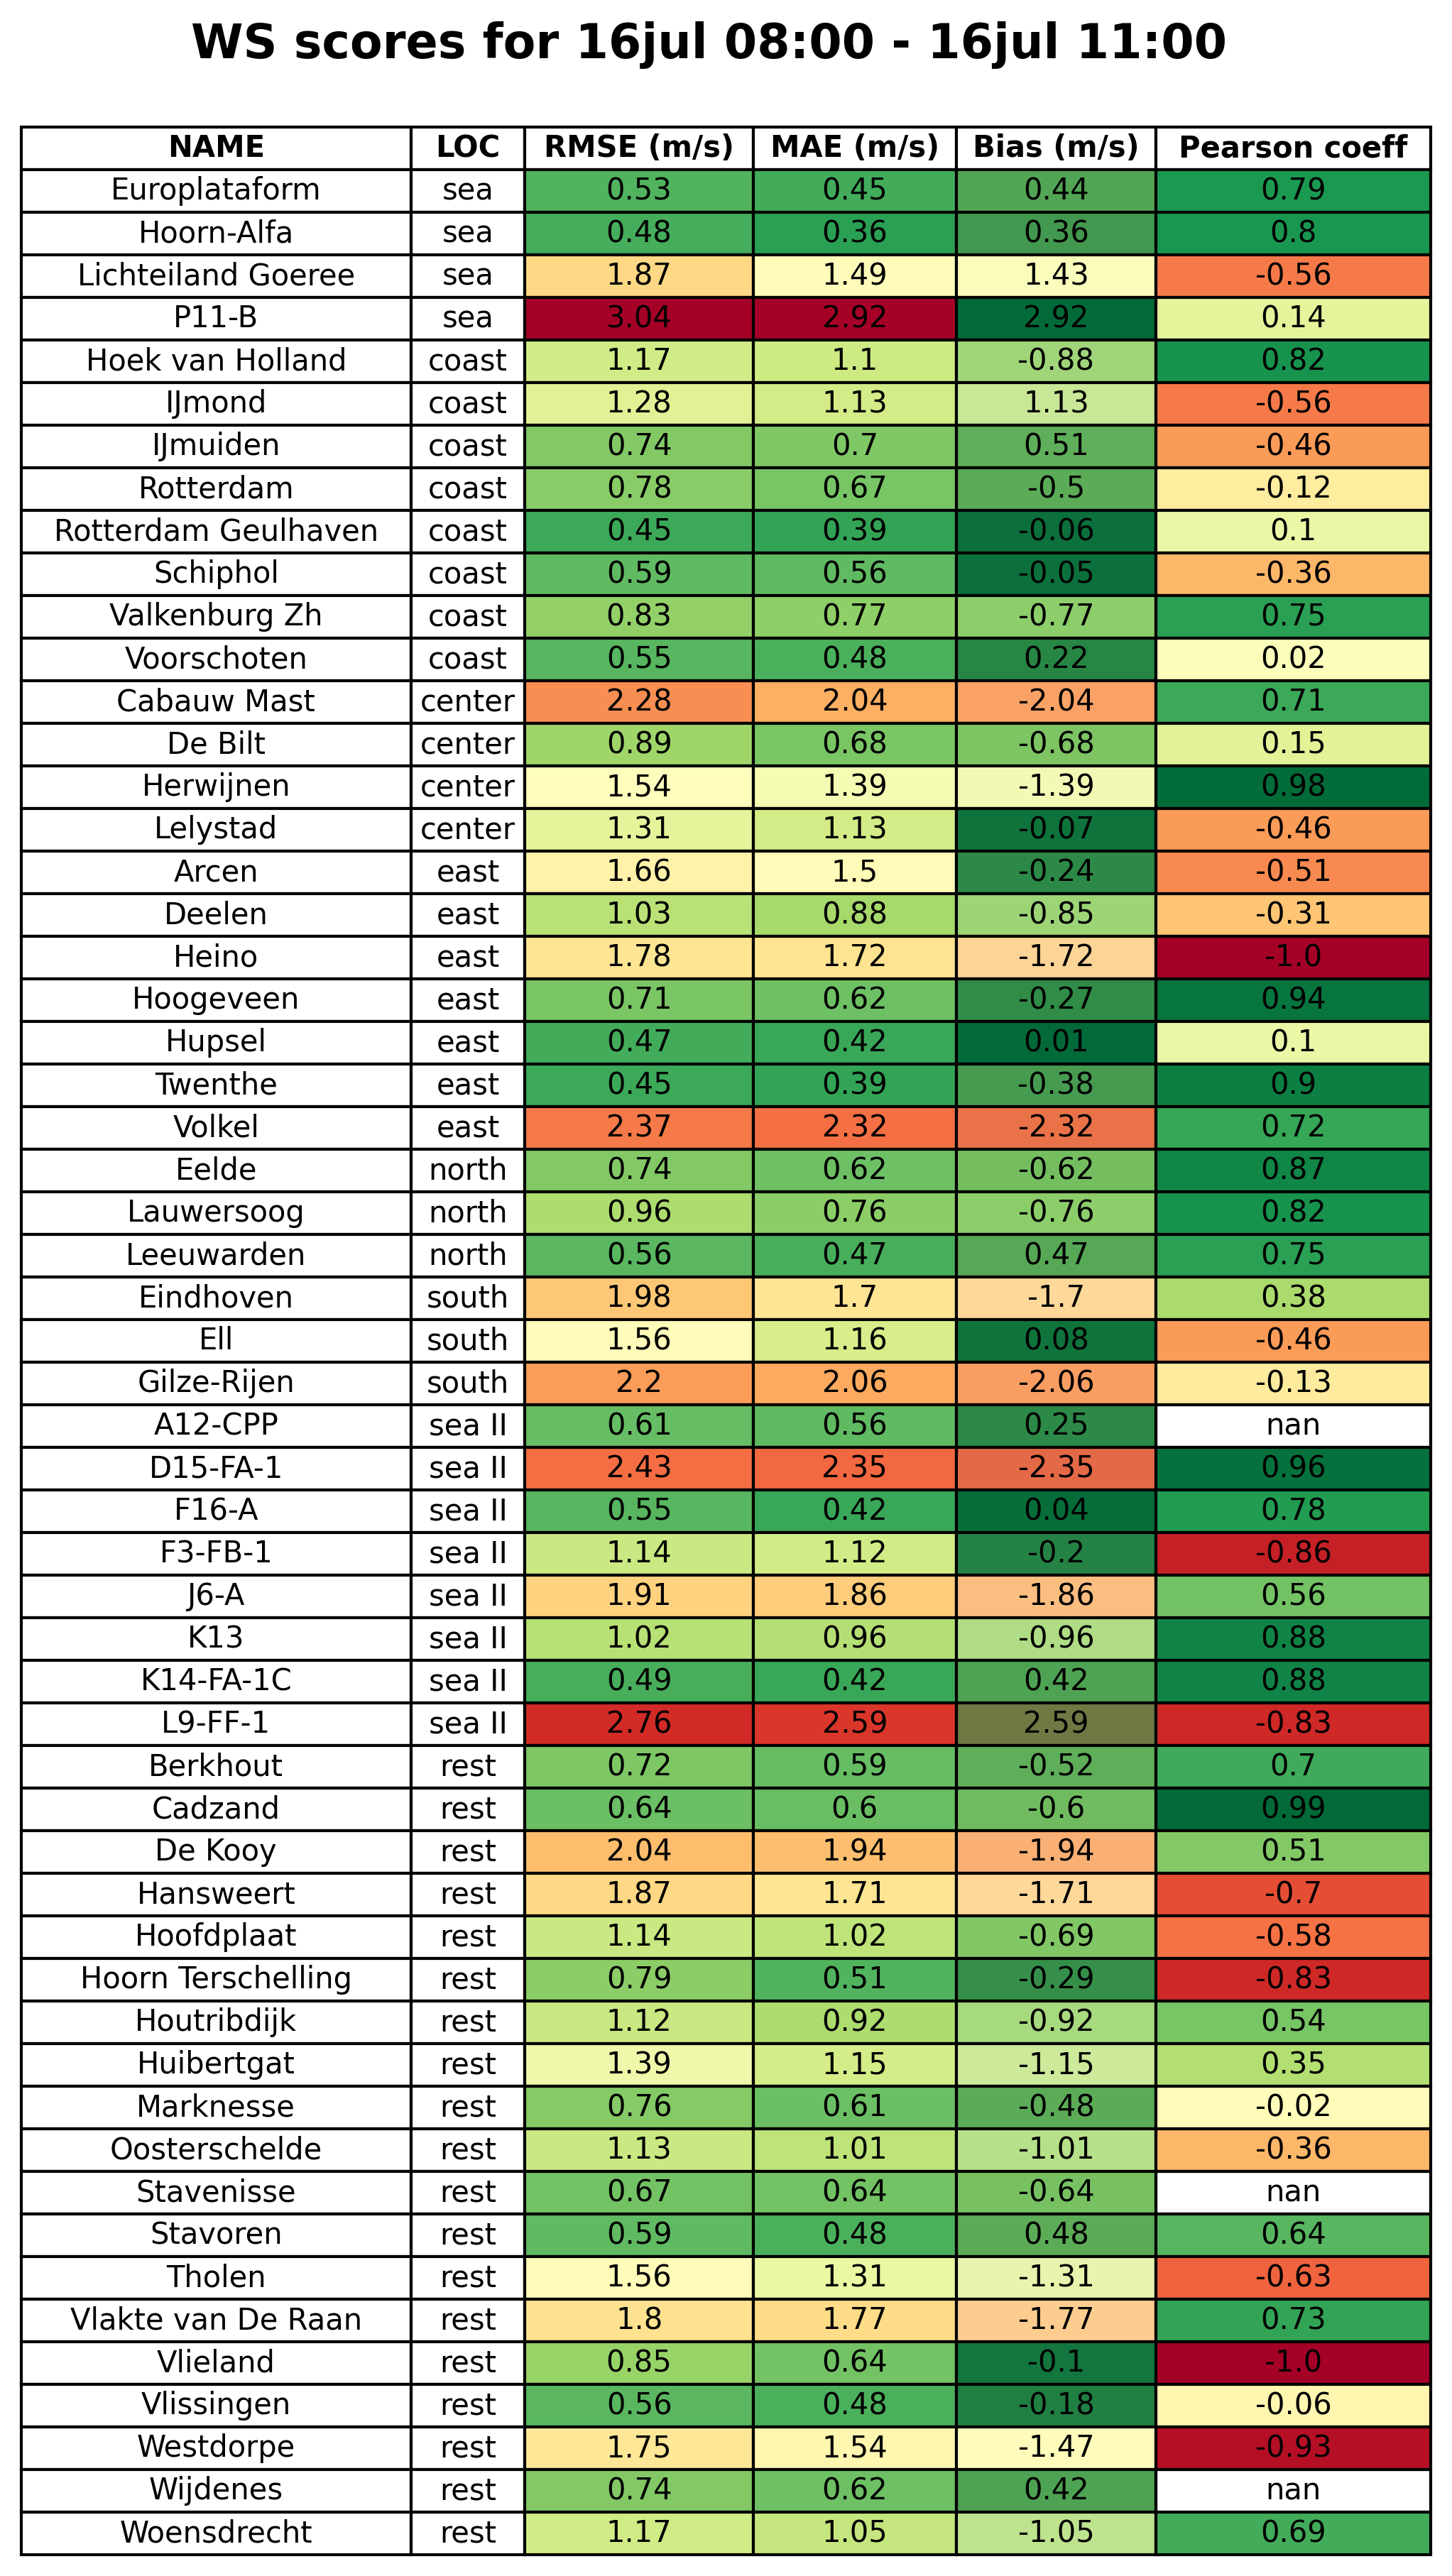 WS scores for 16jul 08:00 - 16jul 11:00
NAME LOC RMSE (m/s) MAE (m/s) Bias (m/s) Pearson coeff
Europlataform sea 0.53 0.45 0.44 0.79
Hoorn-Alfa sea 0.48 0.36 0.36 0.8
Lichteiland Goeree sea 1.87 1.49 1.43 -0.56
P11-B sea 3.04 2.92 2.92 0.14
Hoek van Holland coast 1.17 1.1 -0.88 0.82
IJmond coast 1.28 1.13 1.13 -0.56
IJmuiden coast 0.74 0.7 0.51 -0.46
Rotterdam coast 0.78 0.67 -0.5 -0.12
Rotterdam Geulhaven coast 0.45 0.39 -0.06 0.1
Schiphol coast 0.59 0.56 -0.05 -0.36
Valkenburg Zh coast 0.83 0.77 -0.77 0.75
Voorschoten coast 0.55 0.48 0.22 0.02
Cabauw Mast center 2.28 2.04 -2.04 0.71
De Bilt center 0.89 0.68 -0.68 0.15
Herwijnen center 1.54 1.39 -1.39 0.98
Lelystad center 1.31 1.13 -0.07 -0.46
Arcen east 1.66 1.5 -0.24 -0.51
Deelen east 1.03 0.88 -0.85 -0.31
Heino east 1.78 1.72 -1.72 -1.0
Hoogeveen east 0.71 0.62 -0.27 0.94
Hupsel east 0.47 0.42 0.01 0.1
Twenthe east 0.45 0.39 -0.38 0.9
Volkel east 2.37 2.32 -2.32 0.72
Eelde north 0.74 0.62 -0.62 0.87
Lauwersoog north 0.96 0.76 -0.76 0.82
Leeuwarden north 0.56 0.47 0.47 0.75
Eindhoven south 1.98 1.7 -1.7 0.38
Ell south 1.56 1.16 0.08 -0.46
Gilze-Rijen south 2.2 2.06 -2.06 -0.13
A12-CPP sea II 0.61 0.56 0.25 nan
D15-FA-1 sea II 2.43 2.35 -2.35 0.96
F16-A sea II 0.55 0.42 0.04 0.78
F3-FB-1 sea II 1.14 1.12 -0.2 -0.86
J6-A sea II 1.91 1.86 -1.86 0.56
K13 sea II 1.02 0.96 -0.96 0.88
K14-FA-1C sea II 0.49 0.42 0.42 0.88
L9-FF-1 sea II 2.76 2.59 2.59 -0.83
Berkhout rest 0.72 0.59 -0.52 0.7
Cadzand rest 0.64 0.6 -0.6 0.99
De Kooy rest 2.04 1.94 -1.94 0.51
Hansweert rest 1.87 1.71 -1.71 -0.7
Hoofdplaat rest 1.14 1.02 -0.69 -0.58
Hoorn Terschelling rest 0.79 0.51 -0.29 -0.83
Houtribdijk rest 1.12 0.92 -0.92 0.54
Huibertgat rest 1.39 1.15 -1.15 0.35
Marknesse rest 0.76 0.61 -0.48 -0.02
Oosterschelde rest 1.13 1.01 -1.01 -0.36
Stavenisse rest 0.67 0.64 -0.64 nan
Stavoren rest 0.59 0.48 0.48 0.64
Tholen rest 1.56 1.31 -1.31 -0.63
Vlakte van De Raan rest 1.8 1.77 -1.77 0.73
Vlieland rest 0.85 0.64 -0.1 -1.0
Vlissingen rest 0.56 0.48 -0.18 -0.06
Westdorpe rest 1.75 1.54 -1.47 -0.93
Wijdenes rest 0.74 0.62 0.42 nan
Woensdrecht rest 1.17 1.05 -1.05 0.69